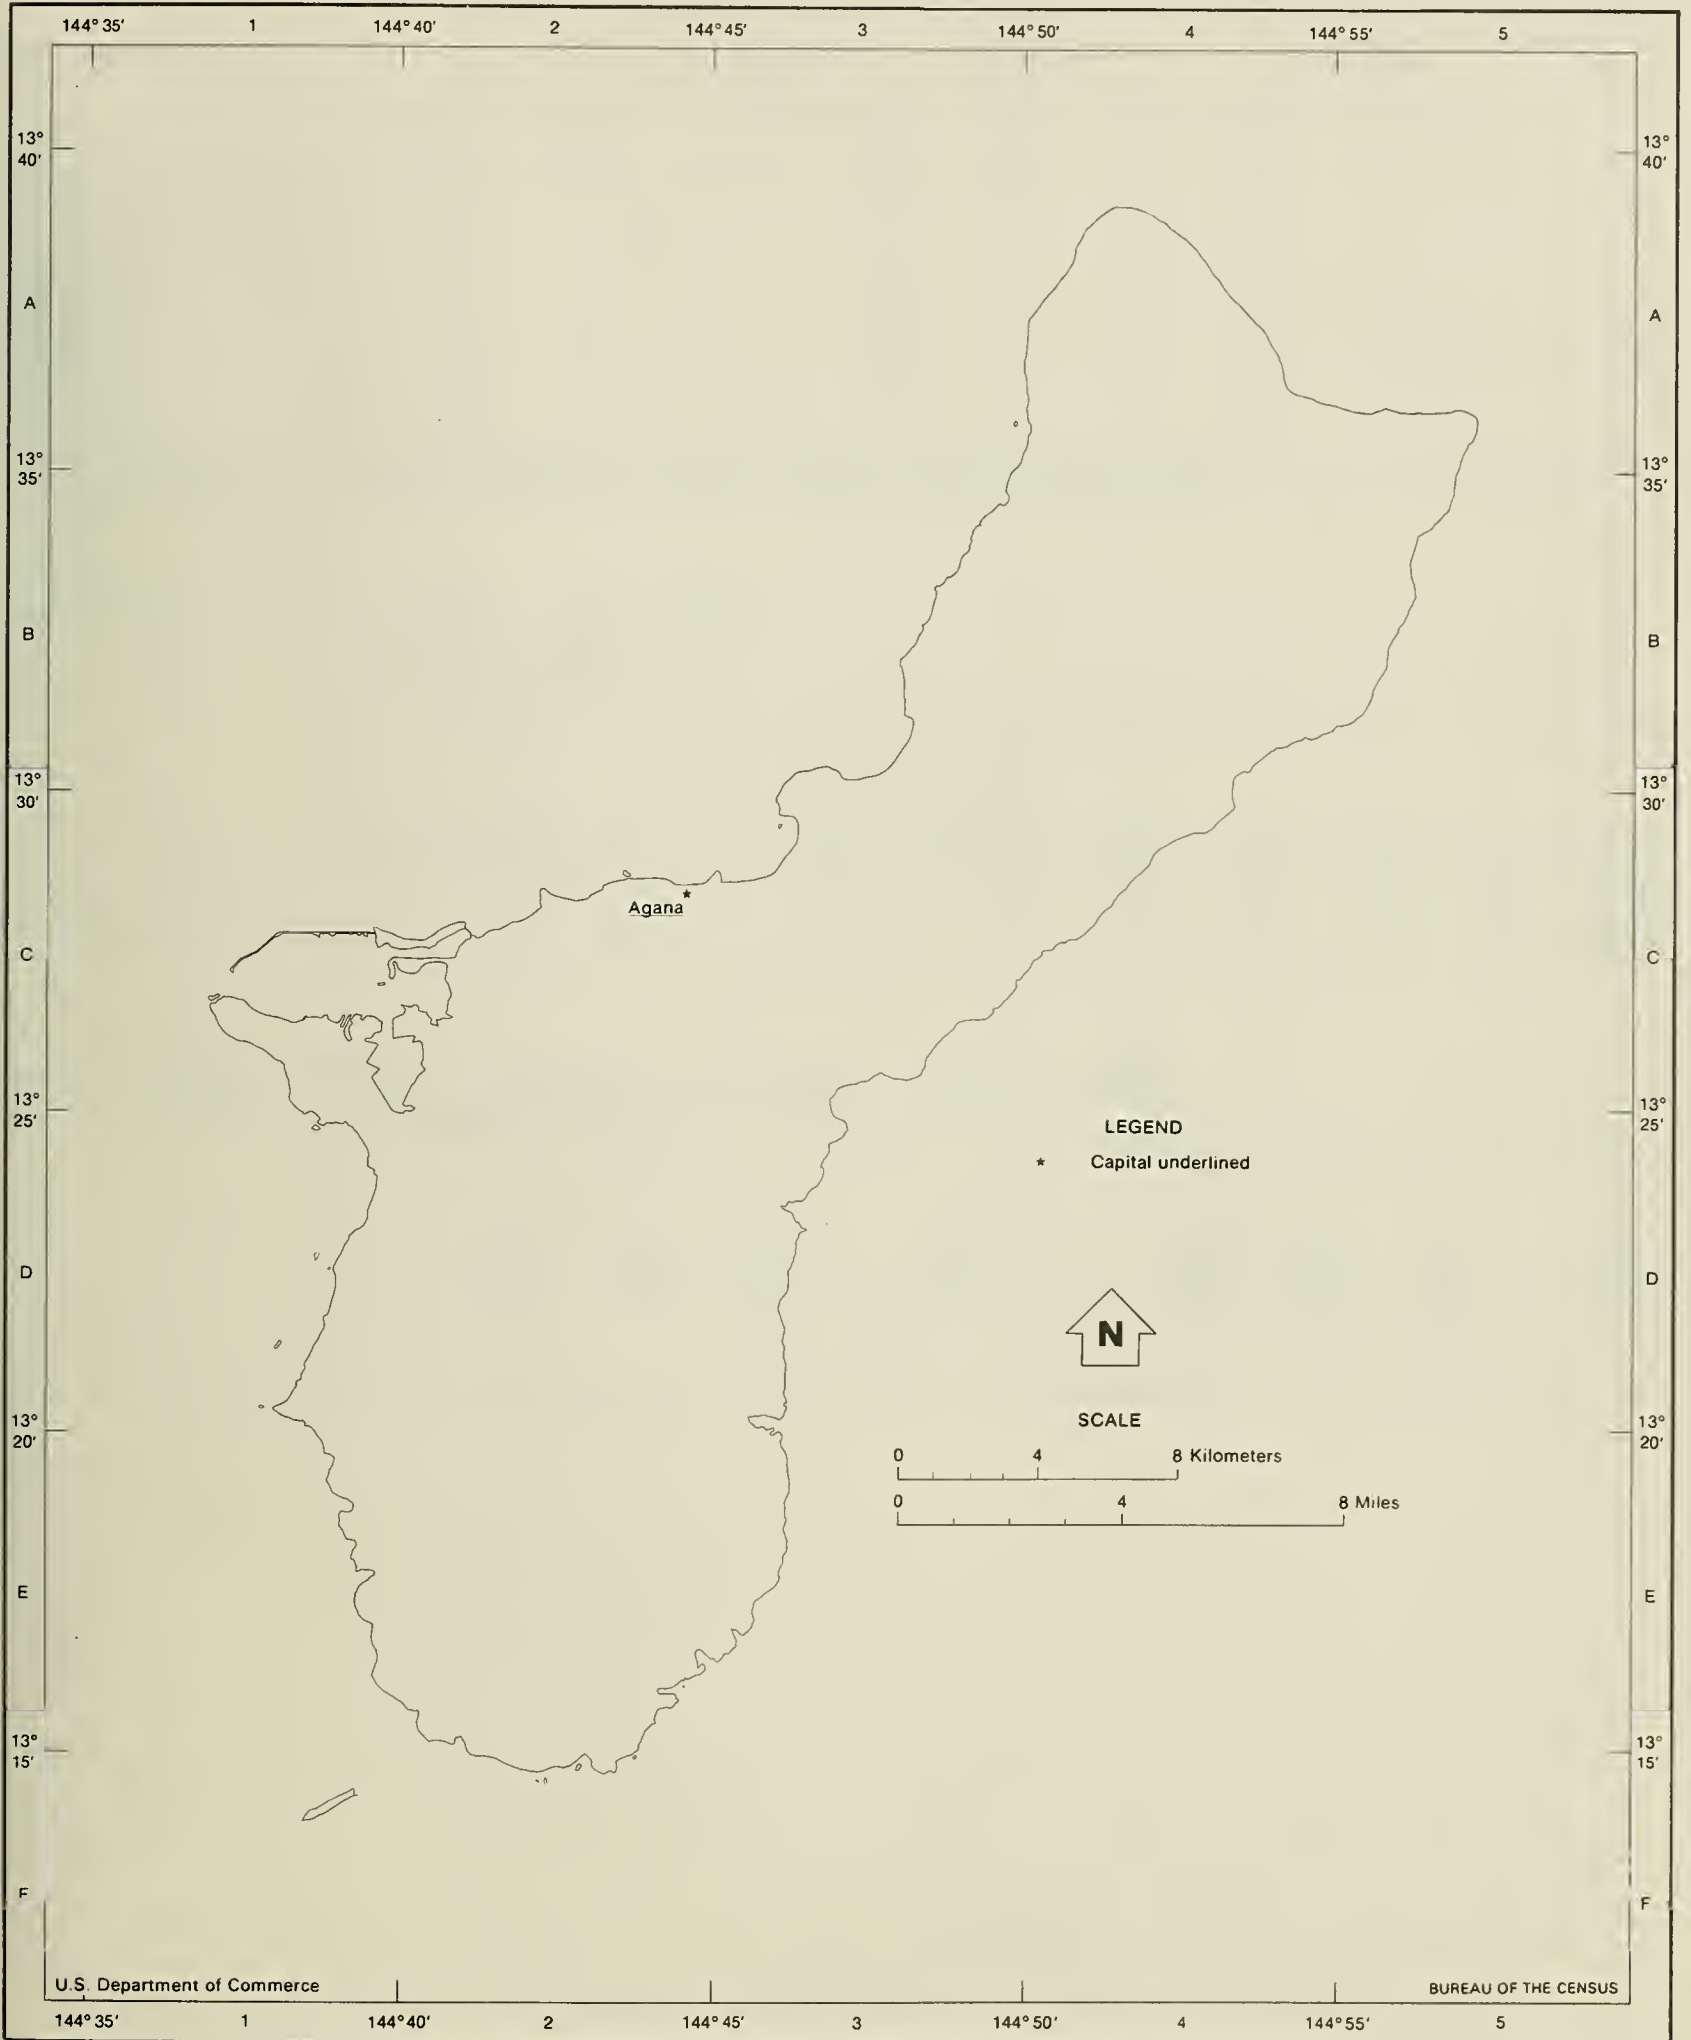 144° 35′ 1 144° 40′ 2 144° 45′ 3 144° 50′ 4 144° 55′ 5
13° 40′ 13° 40′
A A
13° 35′ 13° 35′
B B
13° 30′ 13° 30′
Agana
C C
13° 25′ 13° 25′
LEGEND
★ Capital underlined
D D
N
13° 20′ 13° 20′
SCALE
0 4 8 Kilometers
0 4 8 Miles
E E
13° 15′ 13° 15′
F F
U.S. Department of Commerce BUREAU OF THE CENSUS
144° 35′ 1 144° 40′ 2 144° 45′ 3 144° 50′ 4 144° 55′ 5